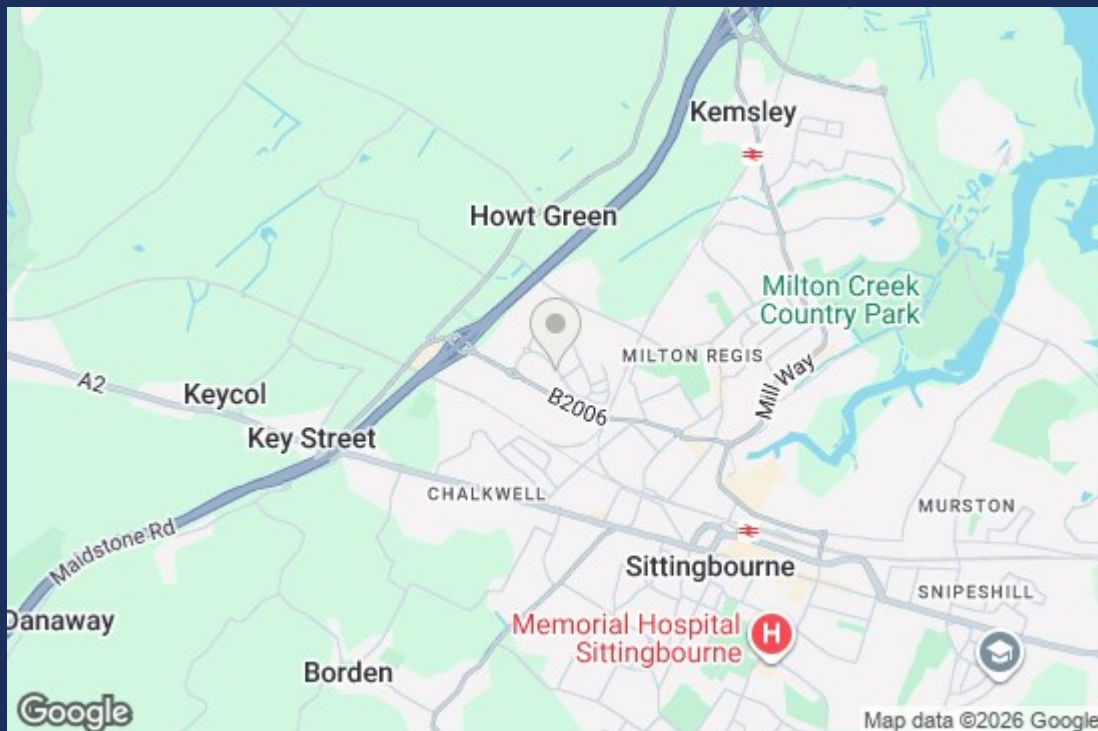 Kemsley
Howt Green
Milton Creek
Country Park
MILTON REGIS
Mill Way
A2
Keycol
B2006
Key Street
CHALKWELL
MURSTON
Maidstone Rd
Sittingbourne
SNIPESHILL
Danaway
Memorial Hospital
Sittingbourne
H
Borden
Google
Map data ©2026 Google